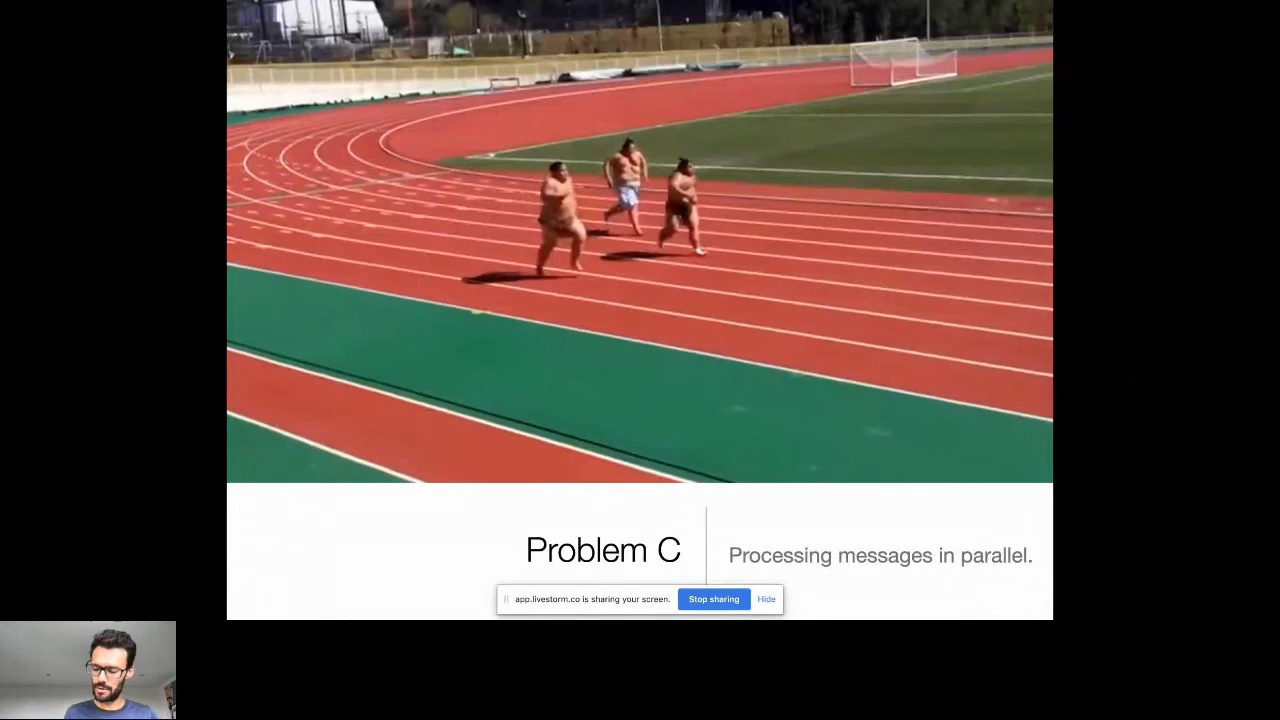 Problem C
Processing messages in parallel.
app.livestorm.co is sharing your screen.
Stop sharing
Hide